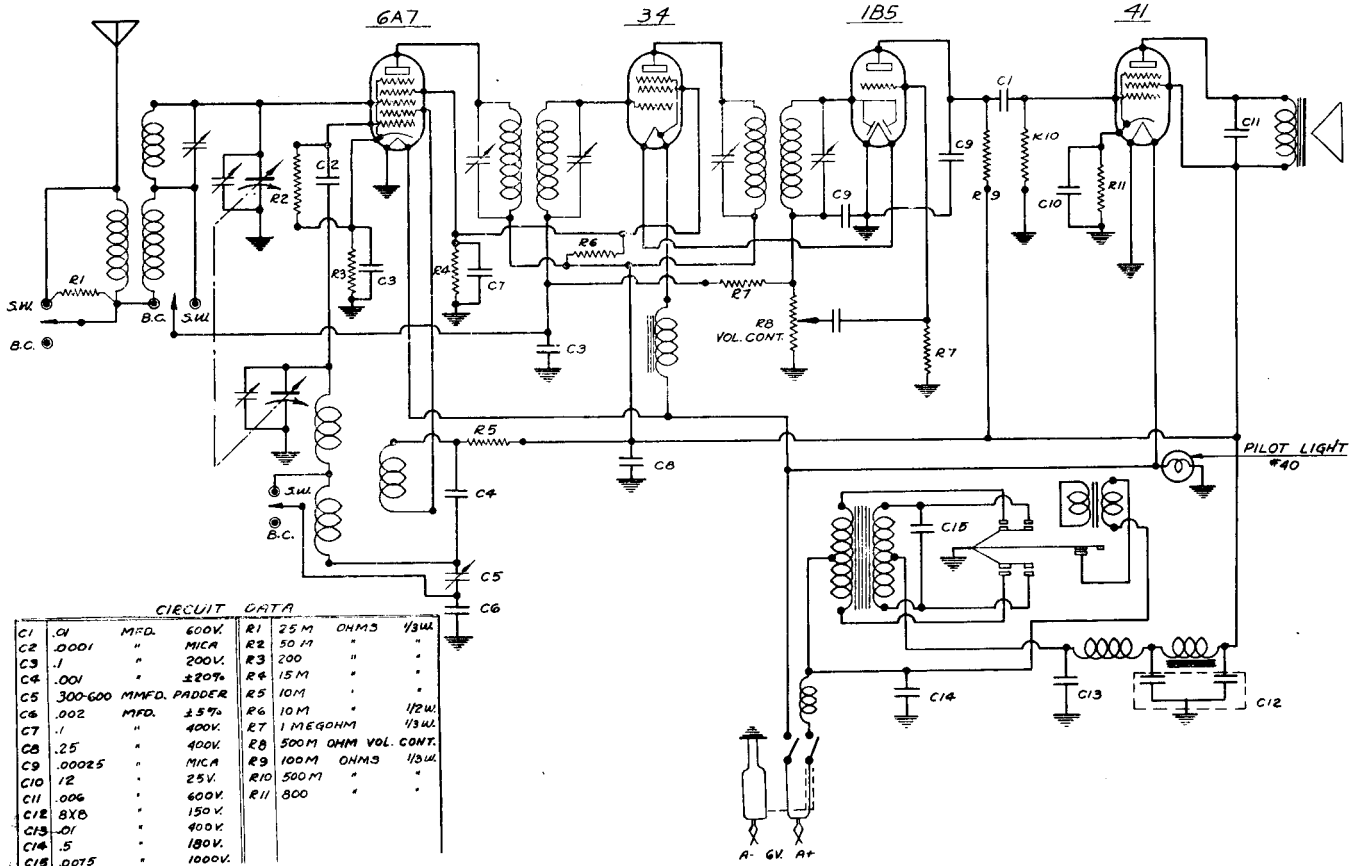 6A7 34 1B5 41
C1
C11
C2
C9
K10
R2
R9
C9
C10
R11
R6
R3
C3
R4
C7
R1
R7
S.W.
B.C.
S.W.
R8
VOL. CONT.
B.C.
C3
R7
R5
PILOT LIGHT
#40
C8
S.W.
C4
B.C.
C15
C5
C6
C14
C13
C12
A- 6V. A+
CIRCUIT DATA
C1 .01 MFD. 600V. R1 25M OHMS 1/3W.
C2 .0001 " MICA R2 50M " "
C3 .1 " 200V. R3 200 " "
C4 .001 " ±20% R4 15M " "
C5 300-600 MMFD. PADDER R5 10M " "
C6 .002 MFD. ±5% R6 10M " 1/2W.
C7 .1 " 400V. R7 1 MEGOHM 1/3W.
C8 .25 " 400V. R8 500M OHM VOL. CONT.
C9 .00025 " MICA R9 100M OHMS 1/3W.
C10 12 " 25V. R10 500M " "
C11 .006 " 600V. R11 800 " "
C12 8X8 " 150V.
C13 .01 " 400V.
C14 .5 " 180V.
C15 .0075 " 1000V.